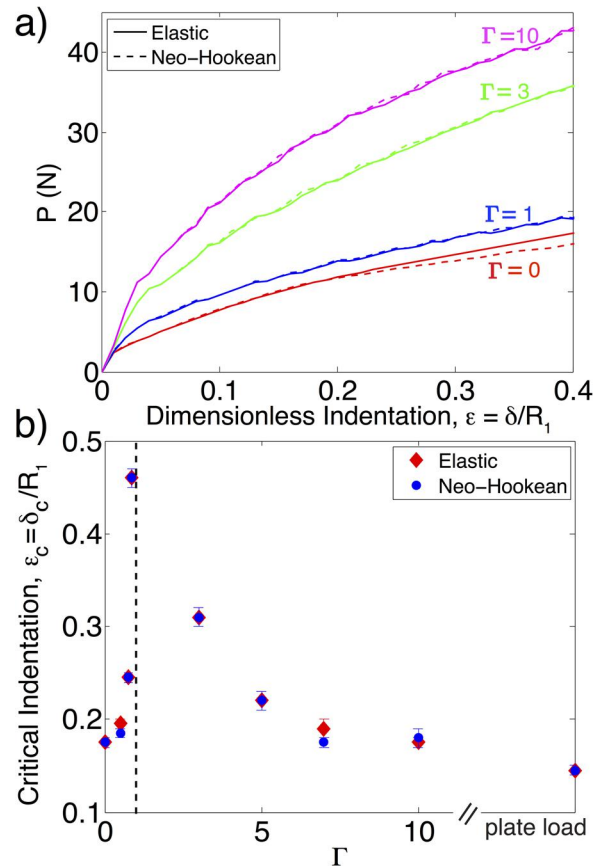 a)
Elastic
Neo-Hookean
Γ= 10
Γ= 3
Γ= 1
Γ= 0
P (N)
40
30
20
10
0
0 0.1 0.2 0.3 0.4
Dimensionless Indentation, ε = δ/R₁
b)
Elastic
Neo-Hookean
Critical Indentation, ε_c=δ_c/R₁
0.5
0.4
0.3
0.2
0.1
0 5 10 // plate load
Γ